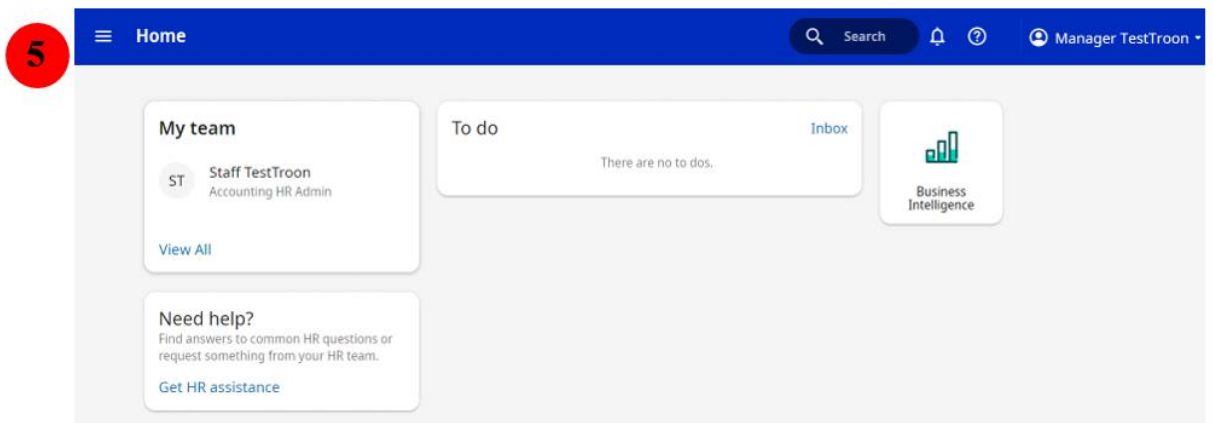 5
Home
Search
Manager TestTroon
My team
ST
Staff TestTroon
Accounting HR Admin
View All
To do
Inbox
There are no to dos.
Business
Intelligence
Need help?
Find answers to common HR questions or
request something from your HR team.
Get HR assistance